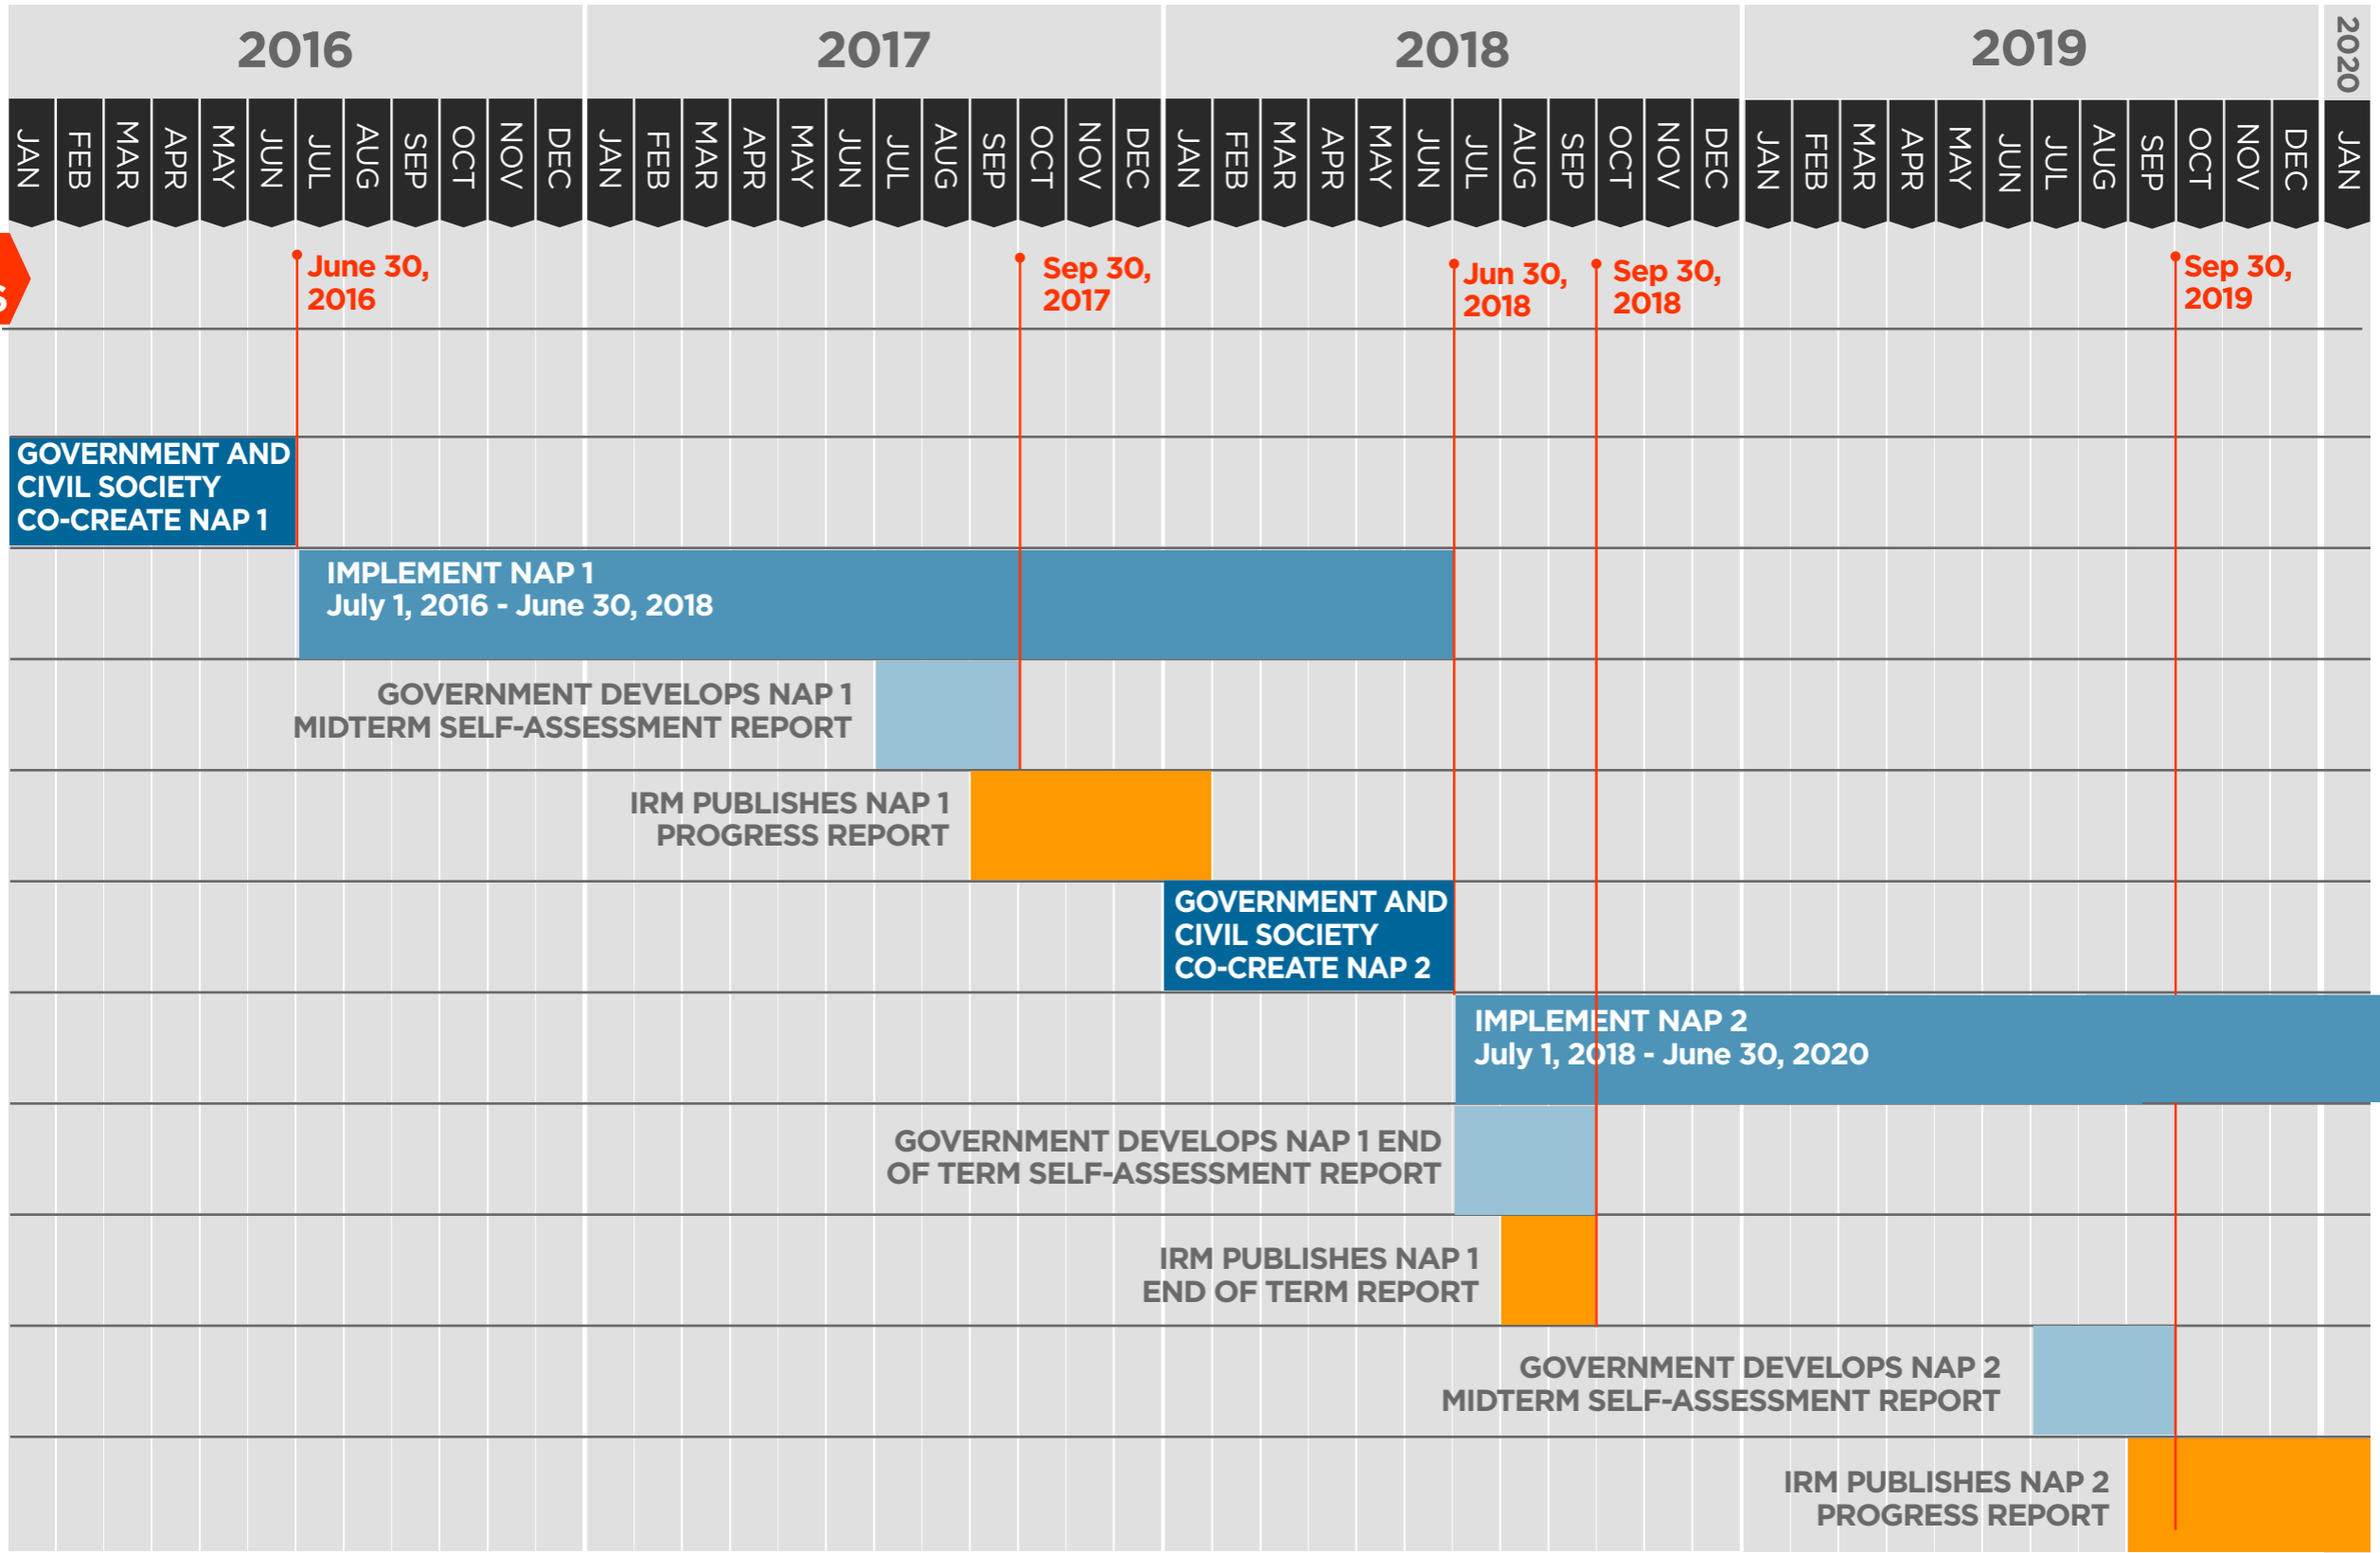 2016 2017 2018 2019 2020
JAN FEB MAR APR MAY JUN JUL AUG SEP OCT NOV DEC JAN FEB MAR APR MAY JUN JUL AUG SEP OCT NOV DEC JAN FEB MAR APR MAY JUN JUL AUG SEP OCT NOV DEC JAN FEB MAR APR MAY JUN JUL AUG SEP OCT NOV DEC JAN
June 30,
2016
Sep 30,
2017
Jun 30,
2018
Sep 30,
2018
Sep 30,
2019
GOVERNMENT AND
CIVIL SOCIETY
CO-CREATE NAP 1
IMPLEMENT NAP 1
July 1, 2016 - June 30, 2018
GOVERNMENT DEVELOPS NAP 1
MIDTERM SELF-ASSESSMENT REPORT
IRM PUBLISHES NAP 1
PROGRESS REPORT
GOVERNMENT AND
CIVIL SOCIETY
CO-CREATE NAP 2
IMPLEMENT NAP 2
July 1, 2018 - June 30, 2020
GOVERNMENT DEVELOPS NAP 1 END
OF TERM SELF-ASSESSMENT REPORT
IRM PUBLISHES NAP 1
END OF TERM REPORT
GOVERNMENT DEVELOPS NAP 2
MIDTERM SELF-ASSESSMENT REPORT
IRM PUBLISHES NAP 2
PROGRESS REPORT